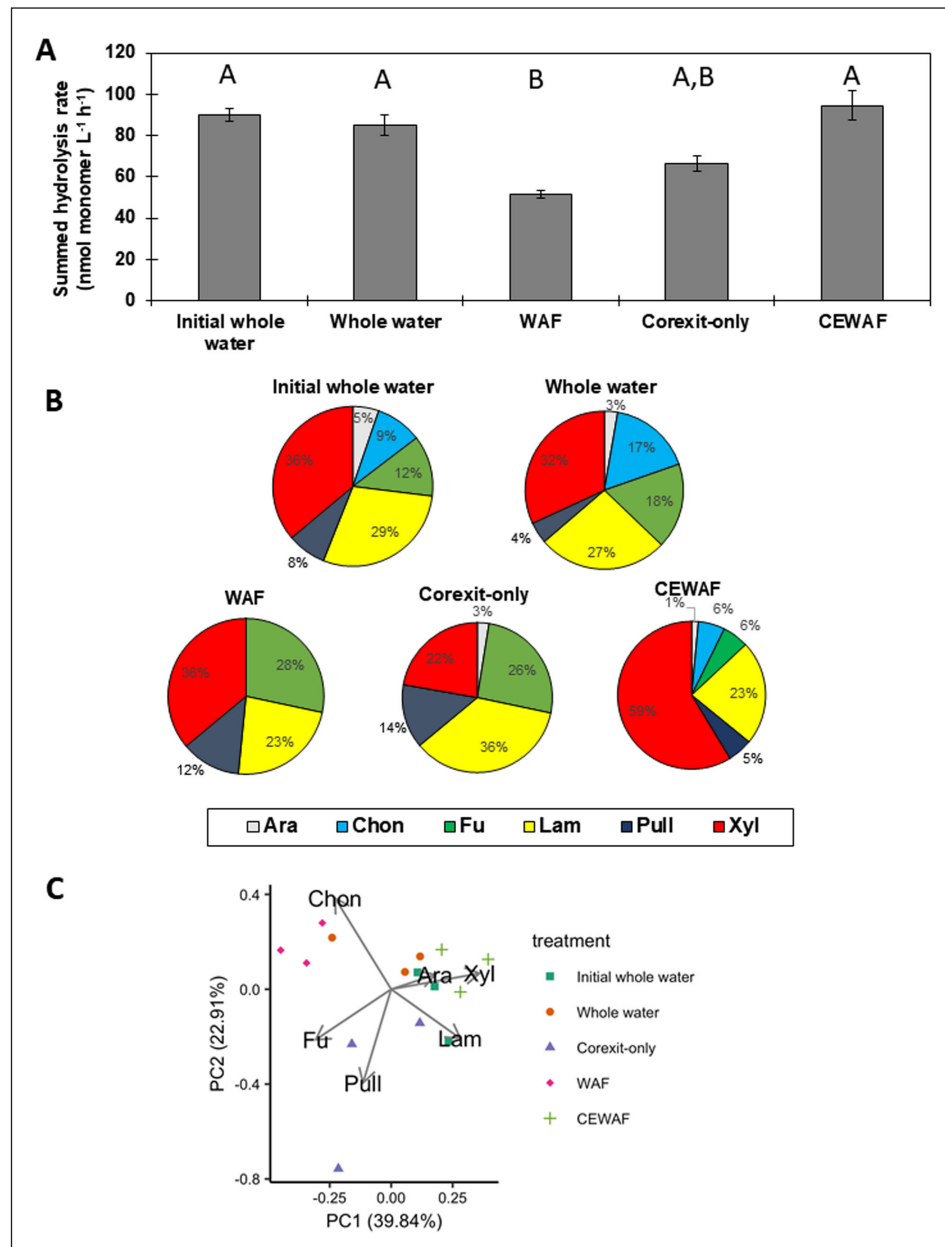 A
Summed hydrolysis rate
(nmol monomer L-1 h-1)
120
100
80
60
40
20
0
A
A
B
A,B
A
Initial whole
water
Whole water
WAF
Corexit-only
CEWAF
B
Initial whole water
5%
9%
12%
29%
8%
36%
Whole water
3%
17%
18%
27%
4%
32%
WAF
28%
23%
12%
36%
Corexit-only
3%
26%
36%
14%
22%
CEWAF
1%
6%
6%
23%
5%
59%
Ara Chon Fu Lam Pull Xyl
C
PC2 (22.91%)
0.4
0.0
-0.4
-0.8
Chon
Ara
Xyl
Lam
Fu
Pull
-0.25 0.00 0.25
PC1 (39.84%)
treatment
Initial whole water
Whole water
Corexit-only
WAF
CEWAF